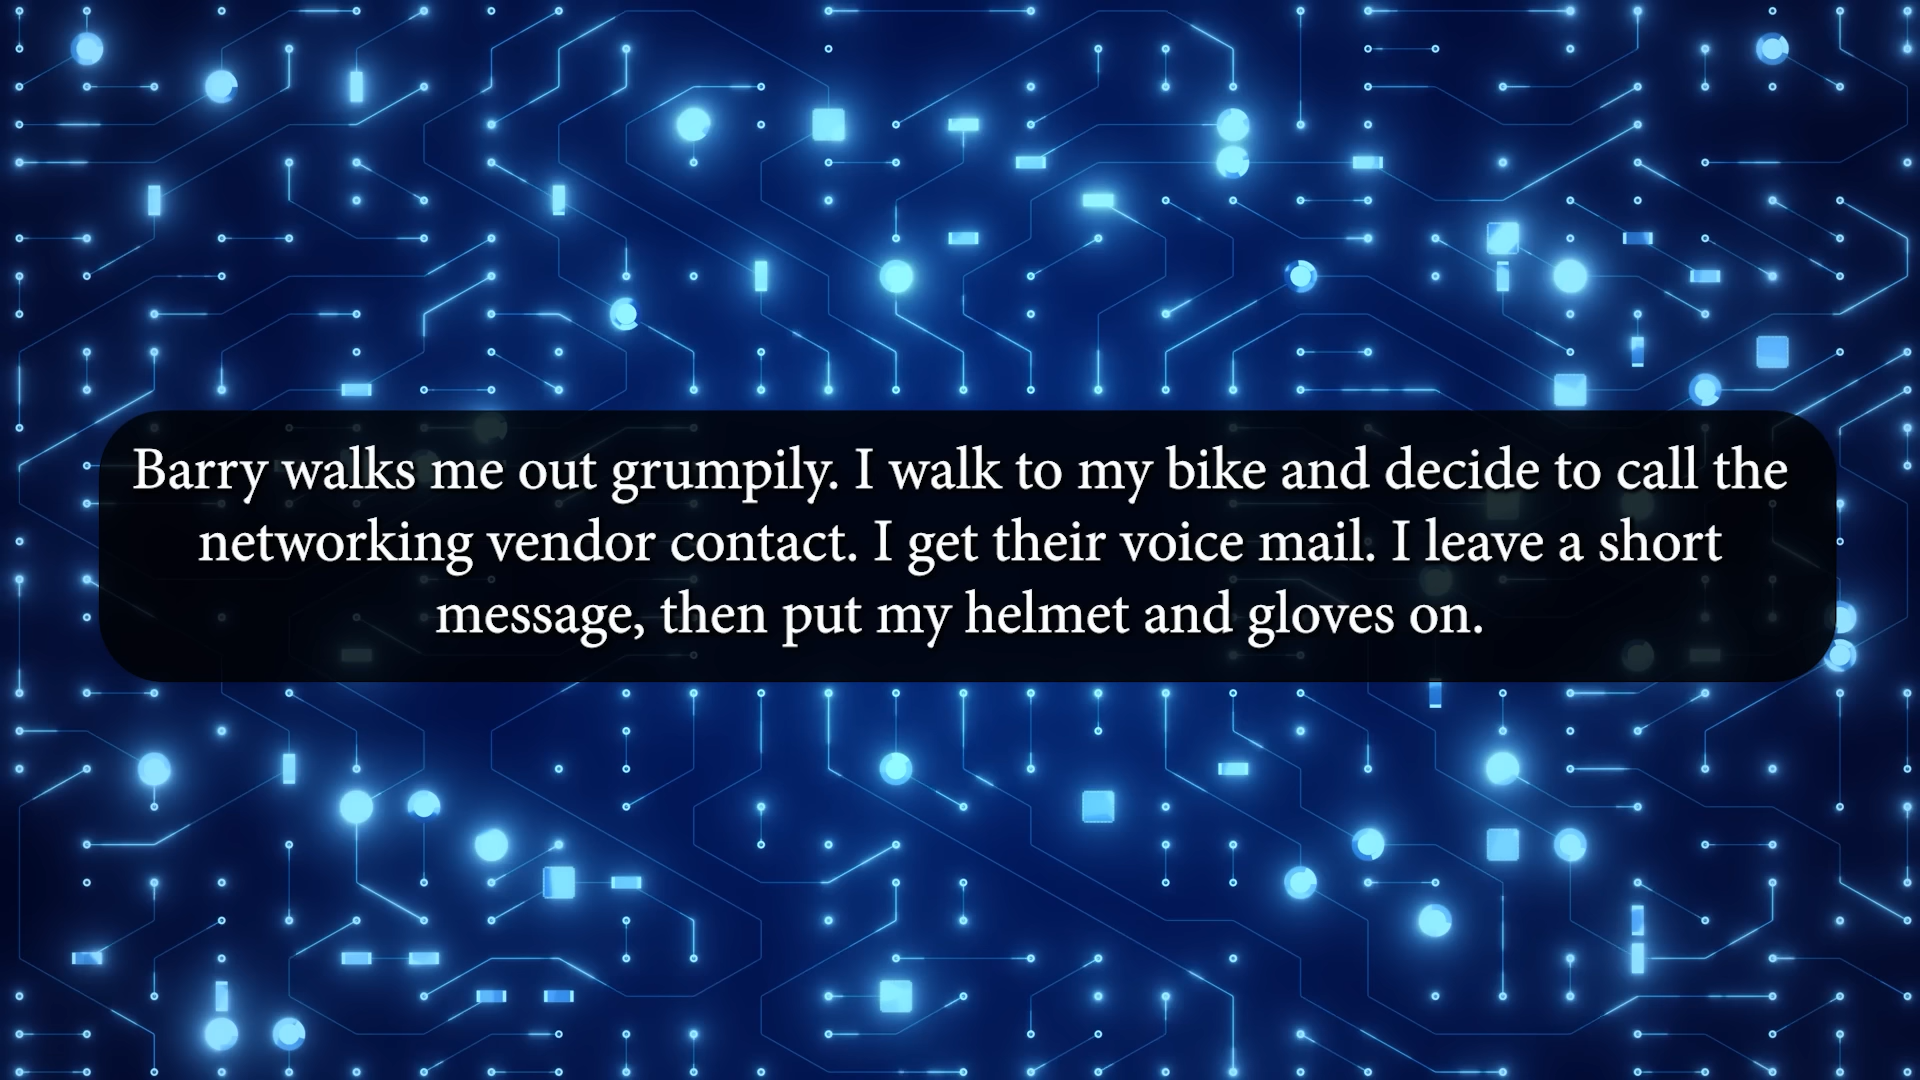 Barry walks me out grumpily. I walk to my bike and decide to call the
networking vendor contact. I get their voice mail. I leave a short
message, then put my helmet and gloves on.